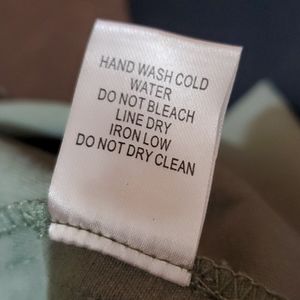 HAND WASH COLD
WATER
DO NOT BLEACH
LINE DRY
IRON LOW
DO NOT DRY CLEAN